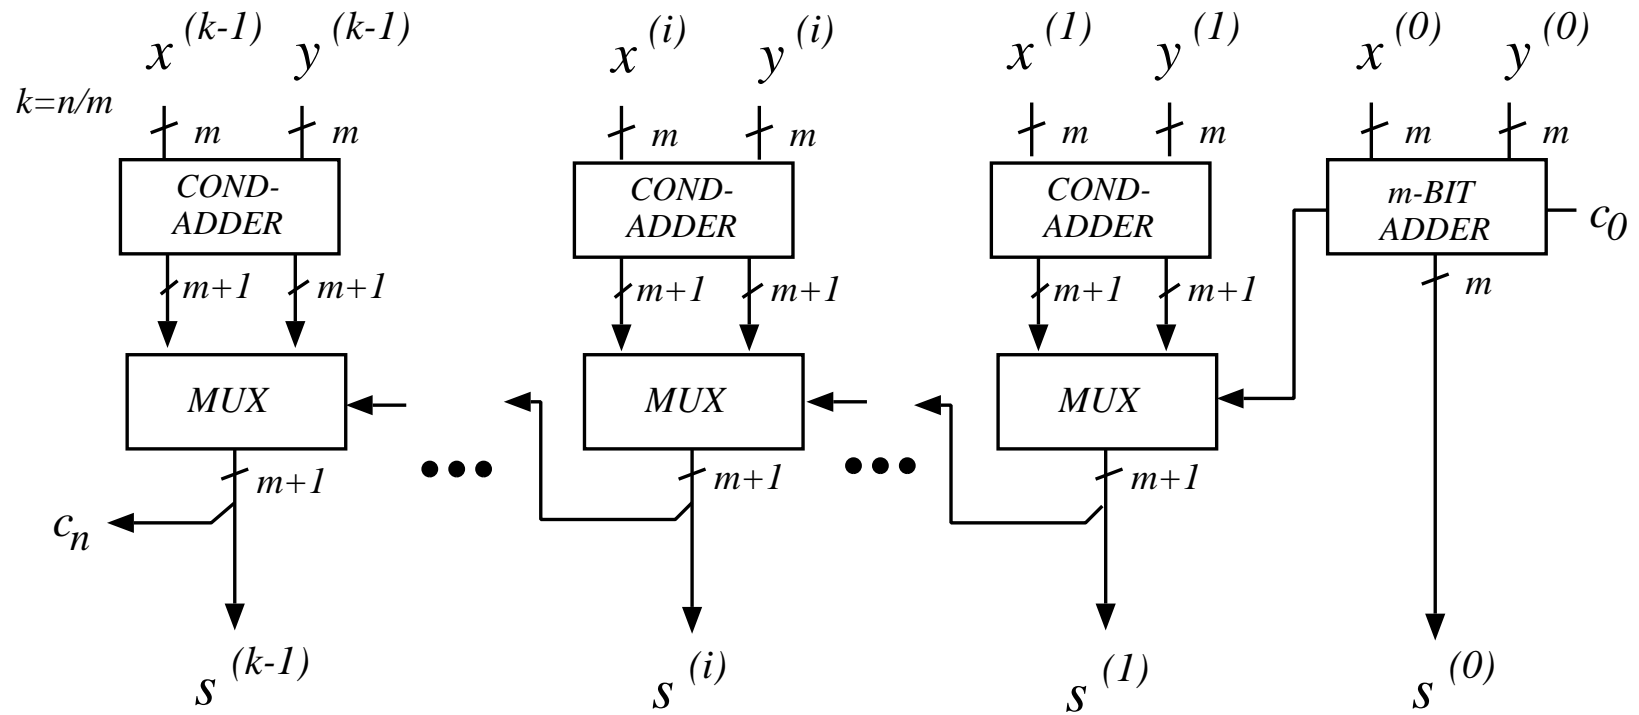 x (k-1) y (k-1) x (i) y (i) x (1) y (1) x (0) y (0)
k=n/m
m m m m m m m m
COND-
ADDER
COND-
ADDER
COND-
ADDER
m-BIT
ADDER
c0
m+1 m+1 m+1 m+1 m+1 m+1 m
MUX MUX MUX
m+1 m+1 m+1
cn
s (k-1) s (i) s (1) s (0)